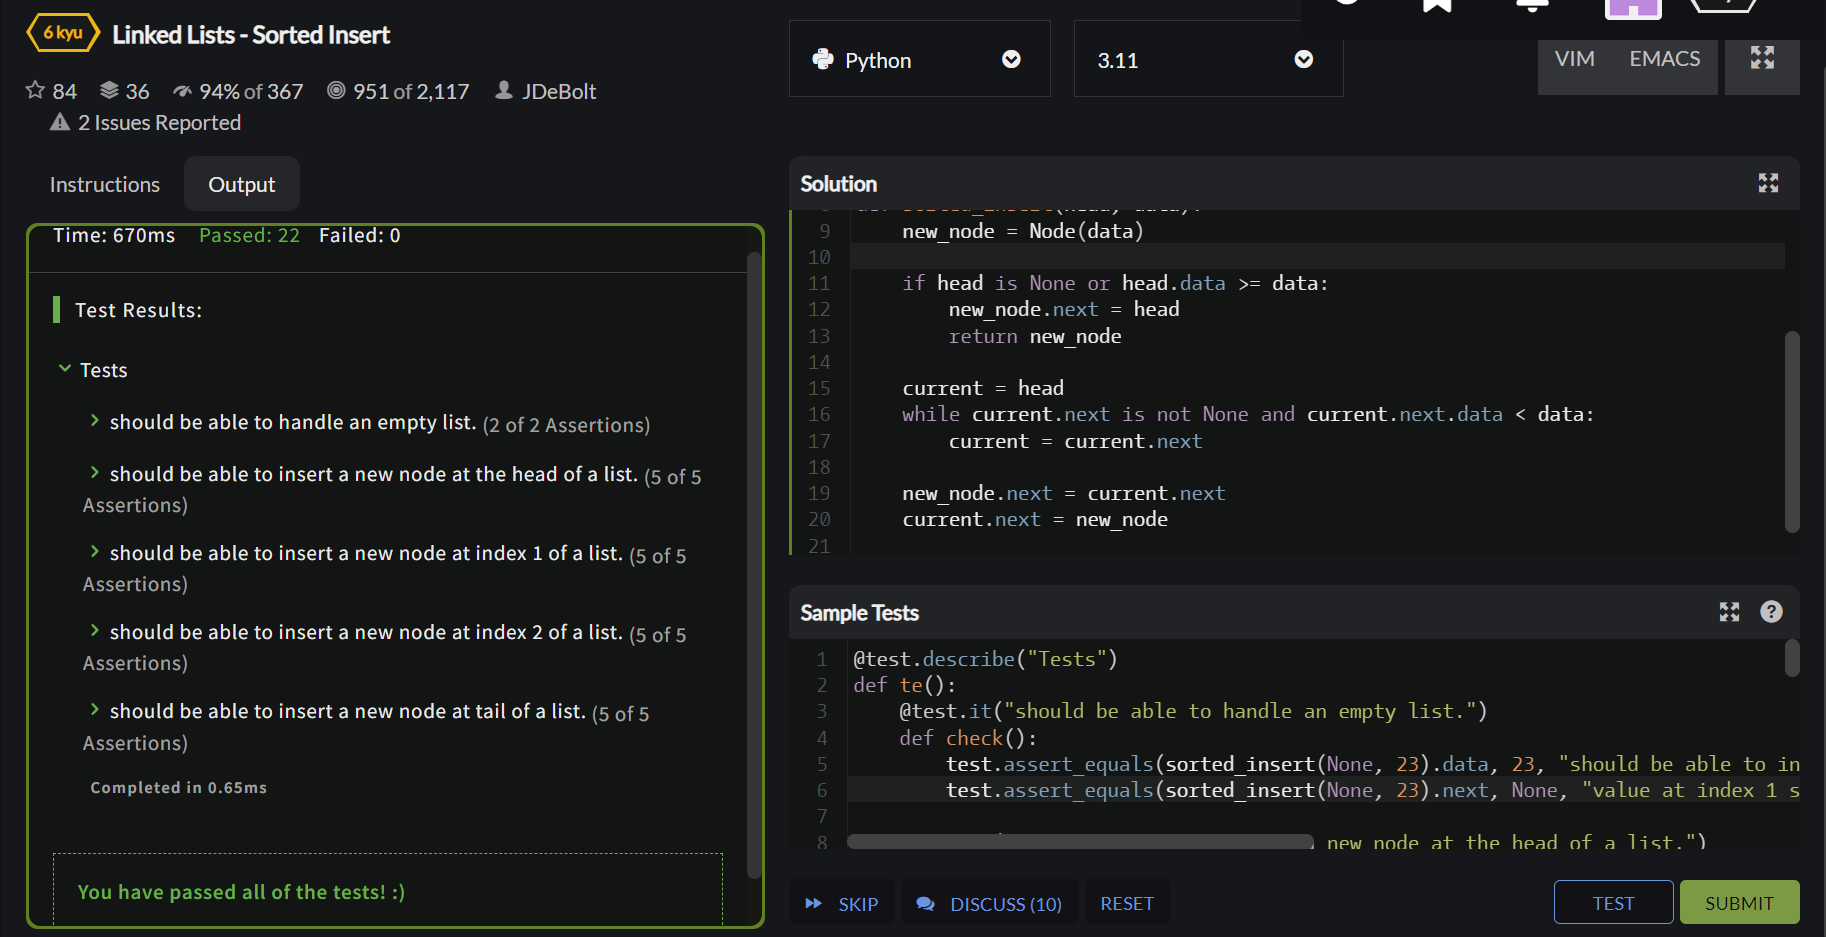 6 kyu Linked Lists - Sorted Insert
84 36 94% of 367 951 of 2,117 JDeBolt
2 Issues Reported
Python
3.11
VIM EMACS
Instructions Output
Time: 670ms Passed: 22 Failed: 0
Test Results:
Tests
should be able to handle an empty list. (2 of 2 Assertions)
should be able to insert a new node at the head of a list. (5 of 5
Assertions)
should be able to insert a new node at index 1 of a list. (5 of 5
Assertions)
should be able to insert a new node at index 2 of a list. (5 of 5
Assertions)
should be able to insert a new node at tail of a list. (5 of 5
Assertions)
Completed in 0.65ms
You have passed all of the tests! :)
Solution
9 new_node = Node(data)
10
11 if head is None or head.data >= data:
12 new_node.next = head
13 return new_node
14
15 current = head
16 while current.next is not None and current.next.data < data:
17 current = current.next
18
19 new_node.next = current.next
20 current.next = new_node
21
Sample Tests
1 @test.describe("Tests")
2 def te():
3 @test.it("should be able to handle an empty list.")
4 def check():
5 test.assert_equals(sorted_insert(None, 23).data, 23, "should be able to in
6 test.assert_equals(sorted_insert(None, 23).next, None, "value at index 1 s
7
8 new node at the head of a list.")
SKIP DISCUSS (10) RESET
TEST SUBMIT